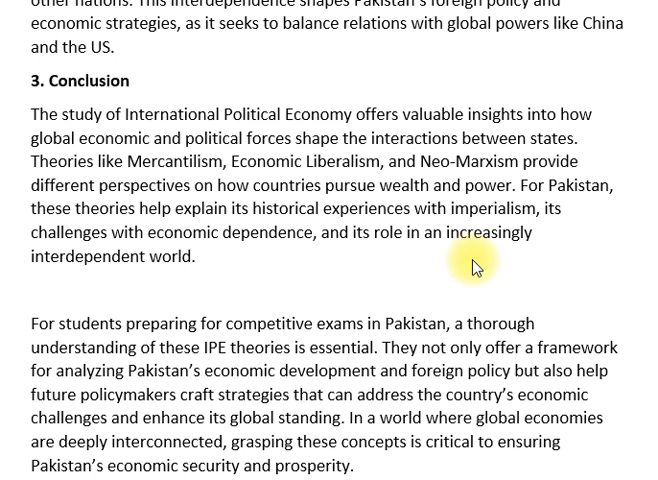 other nations. This interdependence shapes Pakistan's foreign policy and
economic strategies, as it seeks to balance relations with global powers like China
and the US.
3. Conclusion
The study of International Political Economy offers valuable insights into how
global economic and political forces shape the interactions between states.
Theories like Mercantilism, Economic Liberalism, and Neo-Marxism provide
different perspectives on how countries pursue wealth and power. For Pakistan,
these theories help explain its historical experiences with imperialism, its
challenges with economic dependence, and its role in an increasingly
interdependent world.
For students preparing for competitive exams in Pakistan, a thorough
understanding of these IPE theories is essential. They not only offer a framework
for analyzing Pakistan’s economic development and foreign policy but also help
future policymakers craft strategies that can address the country’s economic
challenges and enhance its global standing. In a world where global economies
are deeply interconnected, grasping these concepts is critical to ensuring
Pakistan’s economic security and prosperity.